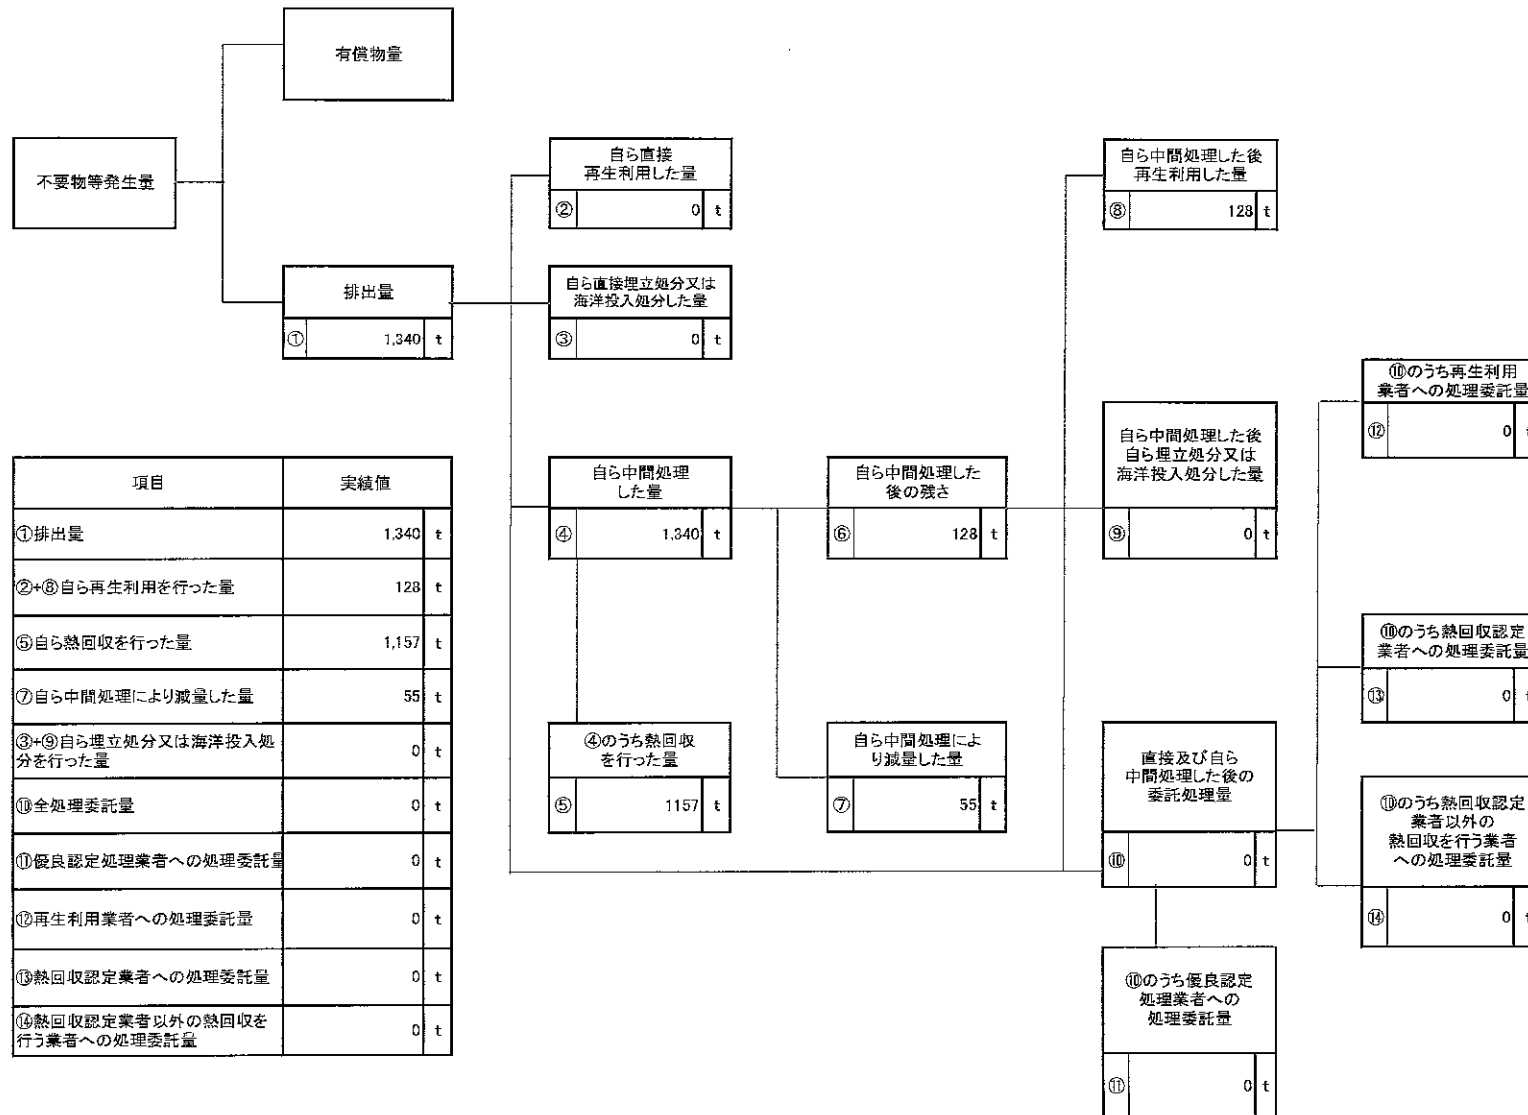 有償物量
不要物等発生量
排出量
① 1,340 t
自ら直接
再生利用した量
② 0 t
自ら直接埋立処分又は
海洋投入処分した量
③ 0 t
自ら中間処理
した量
④ 1,340 t
④のうち熱回収
を行った量
⑤ 1157 t
自ら中間処理した
後の残さ
⑥ 128 t
自ら中間処理によ
り減量した量
⑦ 55 t
自ら中間処理した後
再生利用した量
⑧ 128 t
自ら中間処理した後
自ら埋立処分又は
海洋投入処分した量
⑨ 0 t
直接及び自ら
中間処理した後の
委託処理量
⑩ 0 t
⑩のうち優良認定
処理業者への
処理委託量
⑪ 0 t
⑩のうち再生利用
業者への処理委託量
⑫ 0 t
⑩のうち熱回収認定
業者への処理委託量
⑬ 0 t
⑩のうち熱回収認定
業者以外の
熱回収を行う業者
への処理委託量
⑭ 0 t
項目 実績値
①排出量 1,340 t
②+⑧自ら再生利用を行った量 128 t
⑤自ら熱回収を行った量 1,157 t
⑦自ら中間処理により減量した量 55 t
③+⑨自ら埋立処分又は海洋投入処
分を行った量 0 t
⑩全処理委託量 0 t
⑪優良認定処理業者への処理委託量 0 t
⑫再生利用業者への処理委託量 0 t
⑬熱回収認定業者への処理委託量 0 t
⑭熱回収認定業者以外の熱回収を
行う業者への処理委託量 0 t